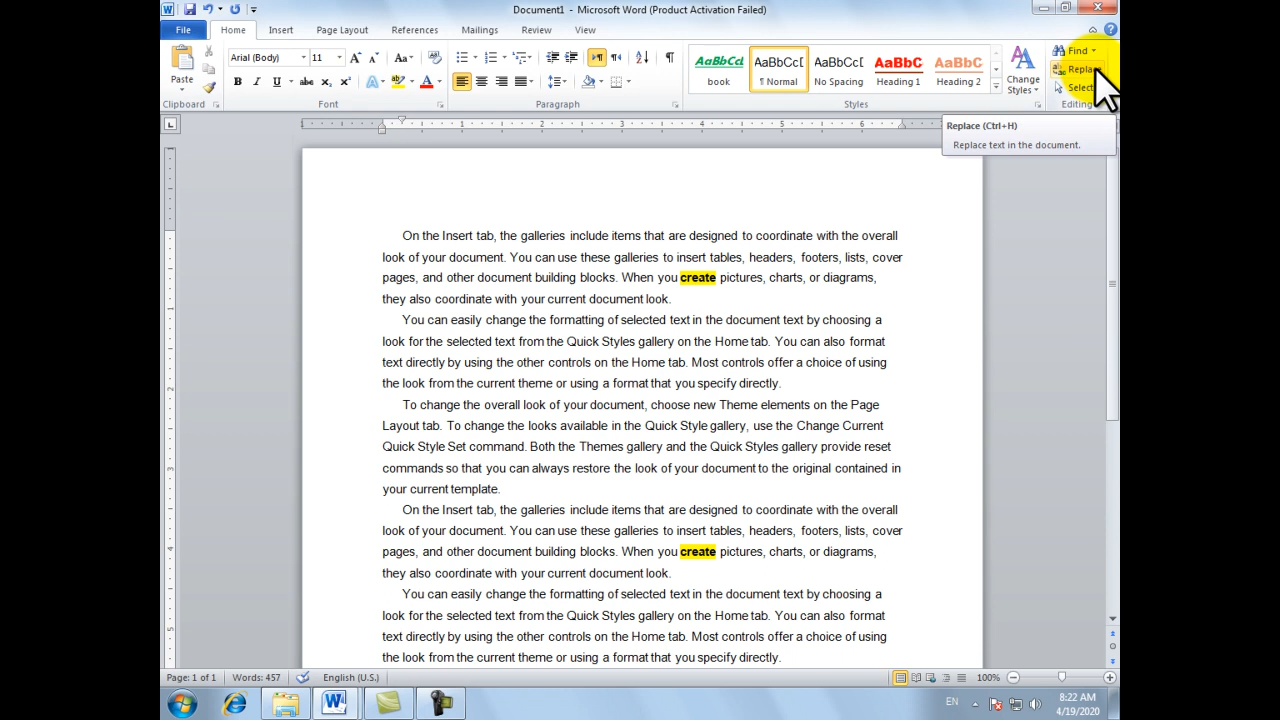 Document1 - Microsoft Word (Product Activation Failed)
File Home Insert Page Layout References Mailings Review View
Paste
Arial (Body) 11
Aa
B I U abc x₂ x² A A
AaBbCcL AaBbCcI AaBbCcI AaBbC AaBbCc
book ¶ Normal No Spacing Heading 1 Heading 2
Change
Styles
Find
Replace
Select
Clipboard Font Paragraph Styles Editing
Replace (Ctrl+H)
Replace text in the document.
1 1 2 3 4 5 6
On the Insert tab, the galleries include items that are designed to coordinate with the overall
look of your document. You can use these galleries to insert tables, headers, footers, lists, cover
pages, and other document building blocks. When you create pictures, charts, or diagrams,
they also coordinate with your current document look.
You can easily change the formatting of selected text in the document text by choosing a
look for the selected text from the Quick Styles gallery on the Home tab. You can also format
text directly by using the other controls on the Home tab. Most controls offer a choice of using
the look from the current theme or using a format that you specify directly.
To change the overall look of your document, choose new Theme elements on the Page
Layout tab. To change the looks available in the Quick Style gallery, use the Change Current
Quick Style Set command. Both the Themes gallery and the Quick Styles gallery provide reset
commands so that you can always restore the look of your document to the original contained in
your current template.
On the Insert tab, the galleries include items that are designed to coordinate with the overall
look of your document. You can use these galleries to insert tables, headers, footers, lists, cover
pages, and other document building blocks. When you create pictures, charts, or diagrams,
they also coordinate with your current document look.
You can easily change the formatting of selected text in the document text by choosing a
look for the selected text from the Quick Styles gallery on the Home tab. You can also format
text directly by using the other controls on the Home tab. Most controls offer a choice of using
the look from the current theme or using a format that you specify directly.
Page: 1 of 1 Words: 457 English (U.S.) 100%
EN
8:22 AM
4/19/2020